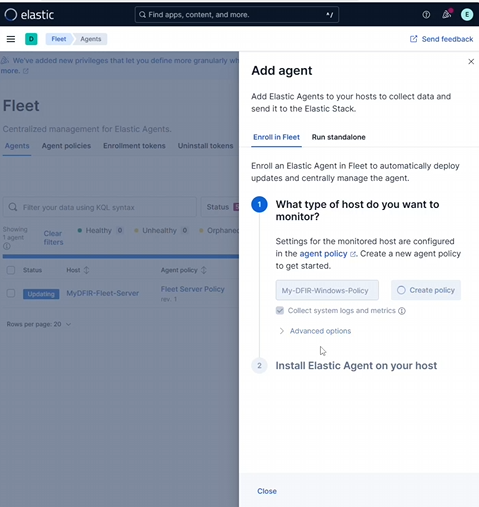 elastic
Find apps, content, and more.
*/
E
D
Fleet
Agents
Send feedback
We've added new privileges that let you define more granularly wh
more.
Fleet
Centralized management for Elastic Agents.
Agents
Agent policies
Enrollment tokens
Uninstall tokens
Filter your data using KQL syntax
Status
Showing
1 agent
Clear
filters
Healthy 0
Unhealthy 0
Orphane
Status
Host
Agent policy
Updating
MyDFIR-Fleet-Server
Fleet Server Policy
rev. 1
Rows per page: 20
Add agent
Add Elastic Agents to your hosts to collect data and
send it to the Elastic Stack.
Enroll in Fleet
Run standalone
Enroll an Elastic Agent in Fleet to automatically deploy
updates and centrally manage the agent.
1
What type of host do you want to
monitor?
Settings for the monitored host are configured
in the agent policy. Create a new agent policy
to get started.
My-DFIR-Windows-Policy
Create policy
Collect system logs and metrics
Advanced options
2
Install Elastic Agent on your host
Close